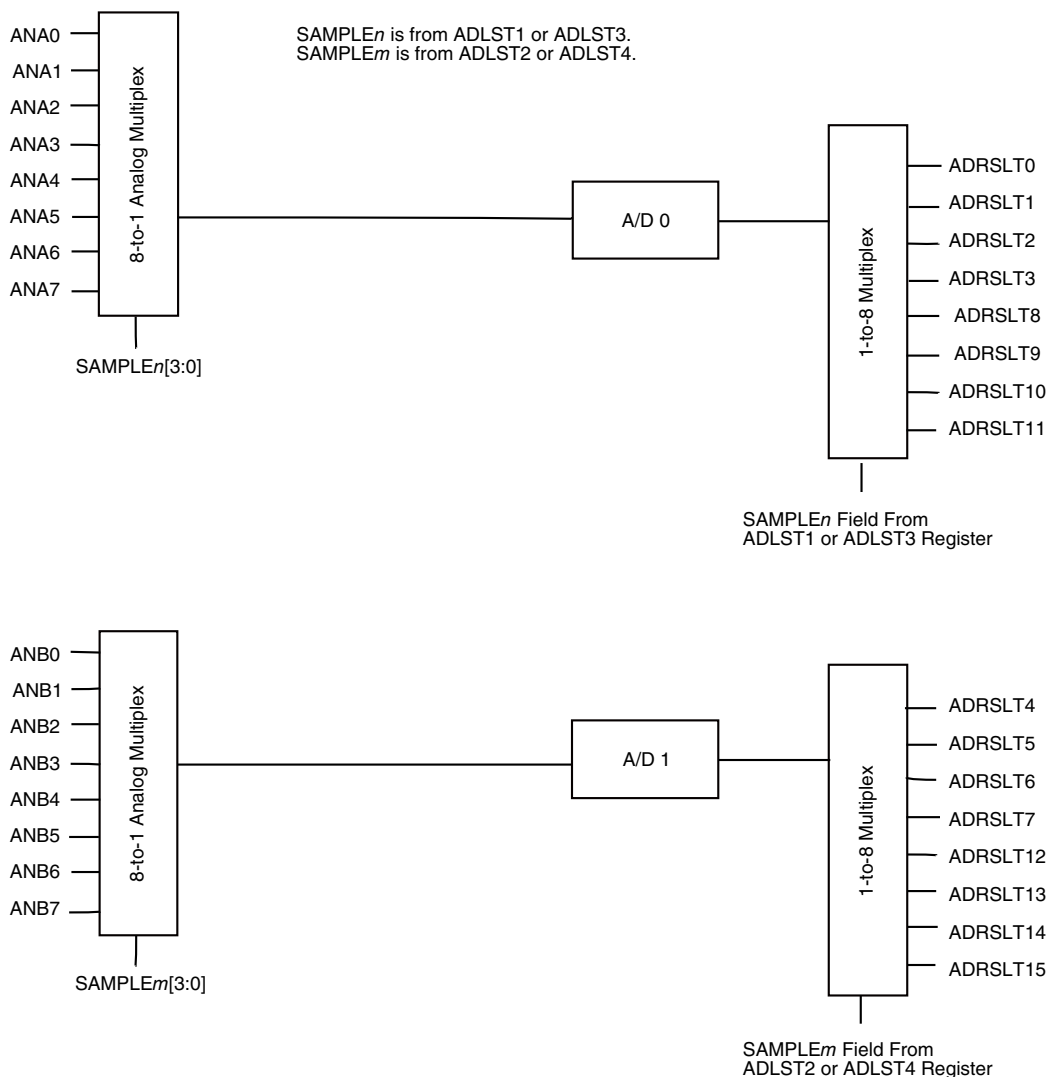 SAMPLEn is from ADLST1 or ADLST3.
SAMPLEm is from ADLST2 or ADLST4.
ANA0
ANA1
ANA2
ANA3
ANA4
ANA5
ANA6
ANA7
8-to-1 Analog Multiplex
SAMPLEn[3:0]
A/D 0
1-to-8 Multiplex
ADRSLT0
ADRSLT1
ADRSLT2
ADRSLT3
ADRSLT8
ADRSLT9
ADRSLT10
ADRSLT11
SAMPLEn Field From
ADLST1 or ADLST3 Register
ANB0
ANB1
ANB2
ANB3
ANB4
ANB5
ANB6
ANB7
8-to-1 Analog Multiplex
SAMPLEm[3:0]
A/D 1
1-to-8 Multiplex
ADRSLT4
ADRSLT5
ADRSLT6
ADRSLT7
ADRSLT12
ADRSLT13
ADRSLT14
ADRSLT15
SAMPLEm Field From
ADLST2 or ADLST4 Register